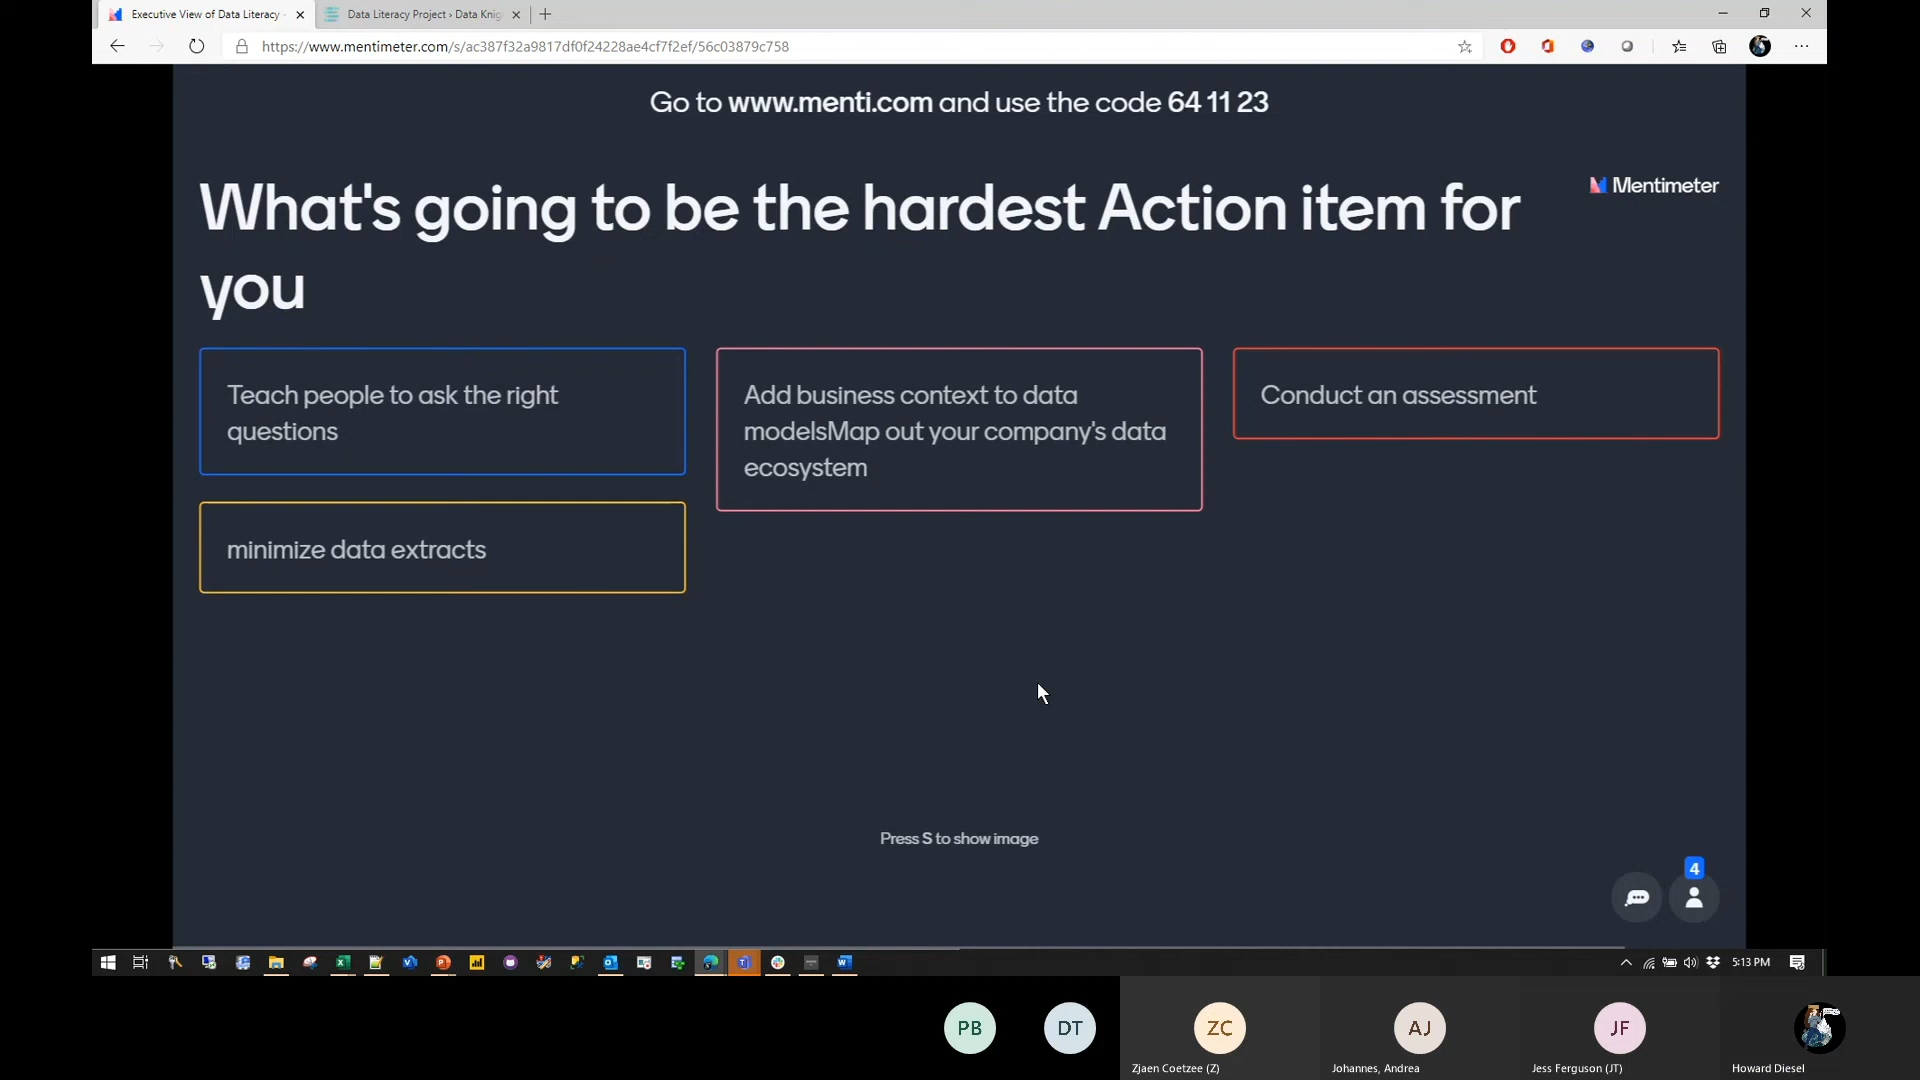 Executive View of Data Literacy -
Data Literacy Project › Data Knig
https://www.mentimeter.com/s/ac387f32a9817df0f24228ae4cf7f2ef/56c03879c758
Go to www.menti.com and use the code 64 11 23
Mentimeter
What's going to be the hardest Action item for
you
Teach people to ask the right
questions
Add business context to data
modelsMap out your company's data
ecosystem
Conduct an assessment
minimize data extracts
Press S to show image
4
5:13 PM
PB
DT
ZC
AJ
JF
Zjaen Coetzee (Z)
Johannes, Andrea
Jess Ferguson (JT)
Howard Diesel